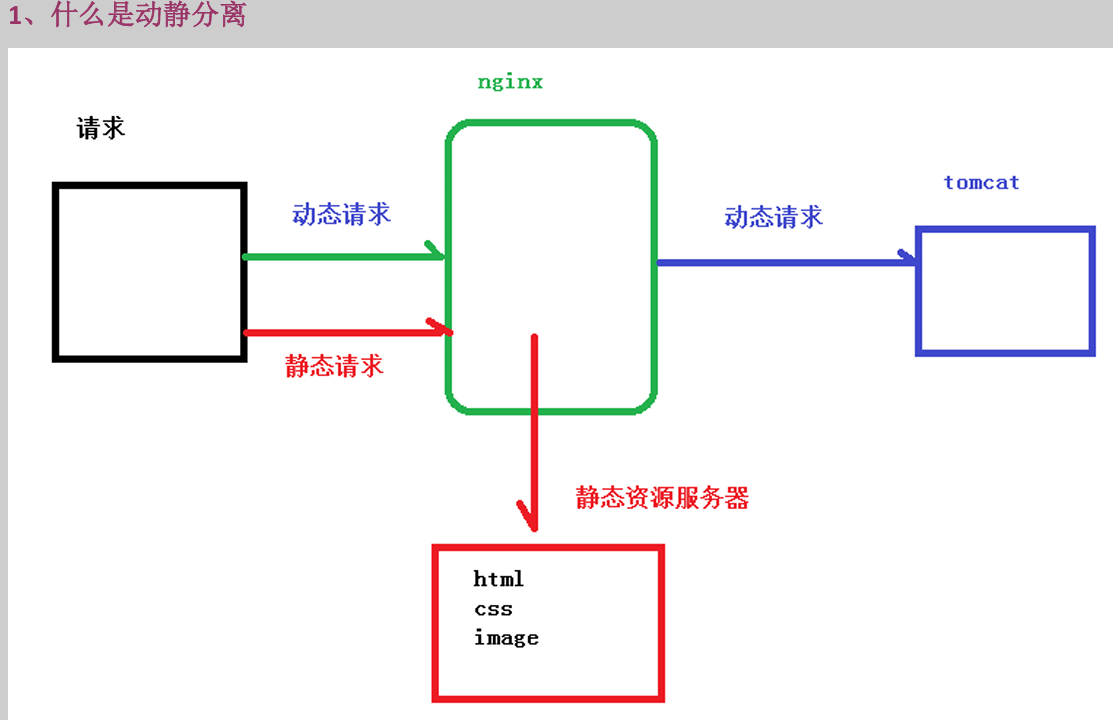 1、什么是动静分离
nginx
请求
tomcat
动态请求
动态请求
静态请求
静态资源服务器
html
css
image